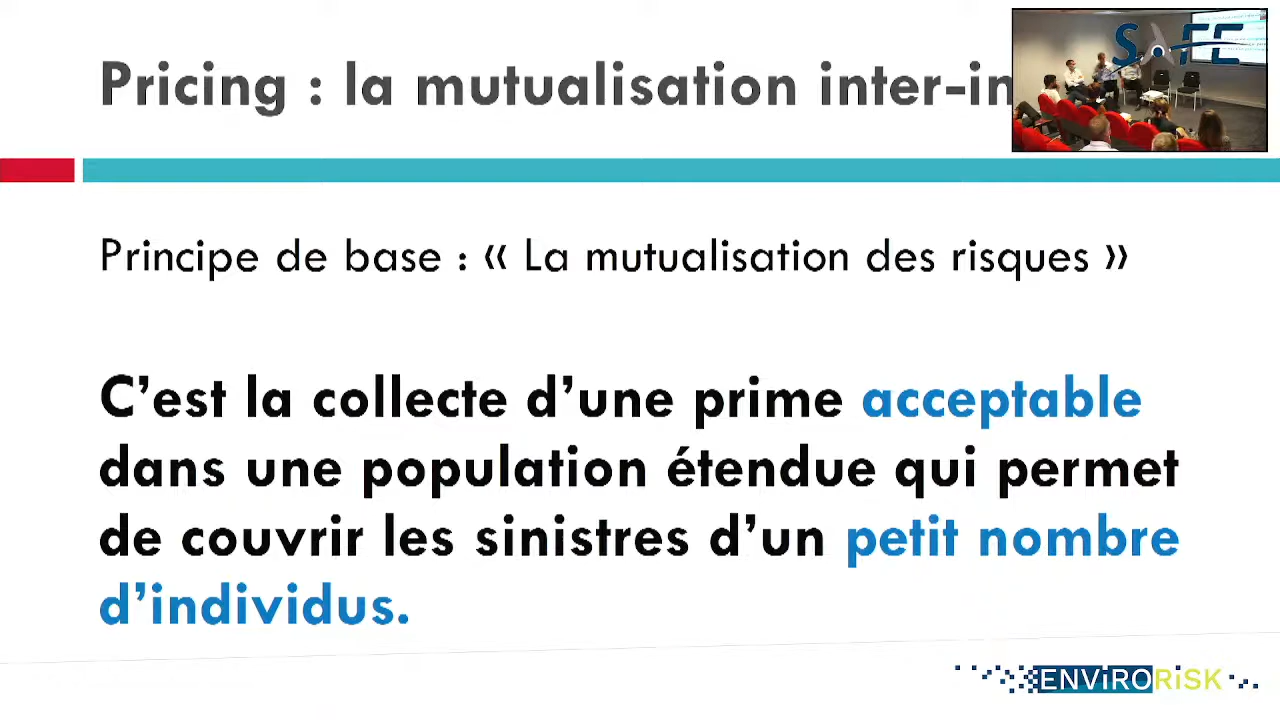 Pricing : la mutualisation inter-in
SAFE
Principe de base : « La mutualisation des risques »
C’est la collecte d’une prime acceptable
dans une population étendue qui permet
de couvrir les sinistres d’un petit nombre
d’individus.
ENViRORiSK